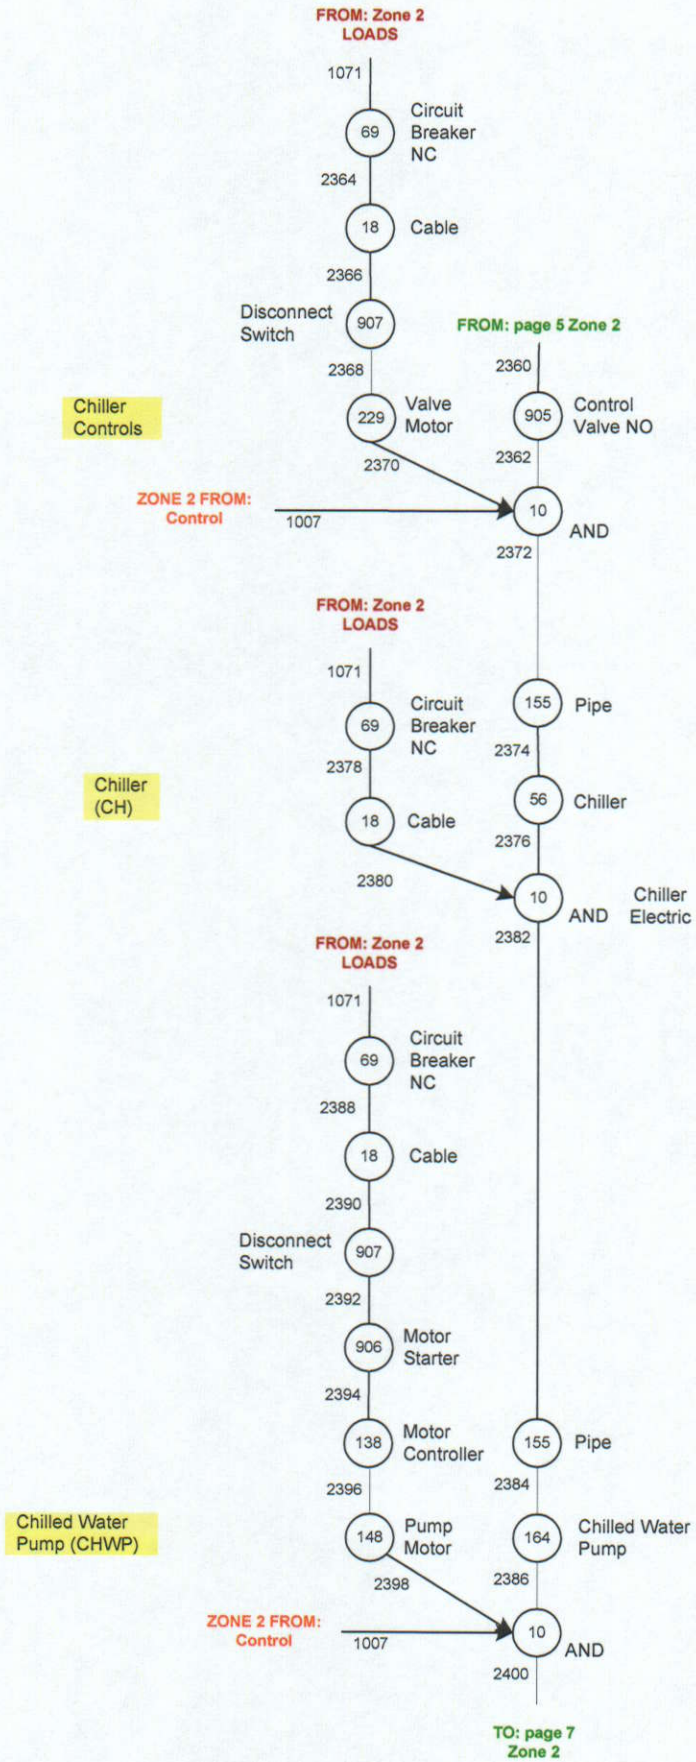 FROM: Zone 2
LOADS
1071
69
Circuit
Breaker
NC
2364
18
Cable
2366
Disconnect
Switch
907
FROM: page 5 Zone 2
2360
2368
Chiller
Controls
229
Valve
Motor
905
Control
Valve NO
2370
2362
ZONE 2 FROM:
Control
1007
10
AND
2372
FROM: Zone 2
LOADS
1071
69
Circuit
Breaker
NC
155
Pipe
2378
2374
Chiller
(CH)
18
Cable
56
Chiller
2376
2380
10
AND
Chiller
Electric
2382
FROM: Zone 2
LOADS
1071
69
Circuit
Breaker
NC
2388
18
Cable
2390
Disconnect
Switch
907
2392
906
Motor
Starter
2394
138
Motor
Controller
155
Pipe
2396
2384
Chilled Water
Pump (CHWP)
148
Pump
Motor
164
Chilled Water
Pump
2398
2386
ZONE 2 FROM:
Control
1007
10
AND
2400
TO: page 7
Zone 2